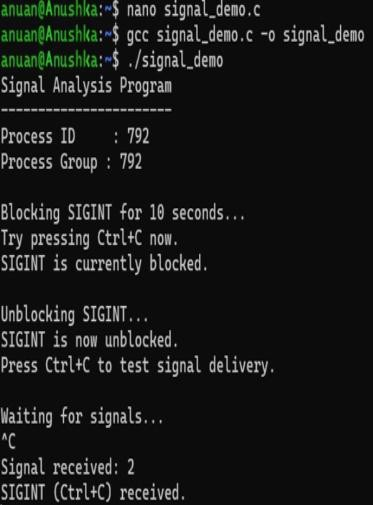 anuan@Anushka:~$ nano signal_demo.c
anuan@Anushka:~$ gcc signal_demo.c -o signal_demo
anuan@Anushka:~$ ./signal_demo
Signal Analysis Program
-----------------------
Process ID    : 792
Process Group : 792
Blocking SIGINT for 10 seconds...
Try pressing Ctrl+C now.
SIGINT is currently blocked.
Unblocking SIGINT...
SIGINT is now unblocked.
Press Ctrl+C to test signal delivery.
Waiting for signals...
^C
Signal received: 2
SIGINT (Ctrl+C) received.